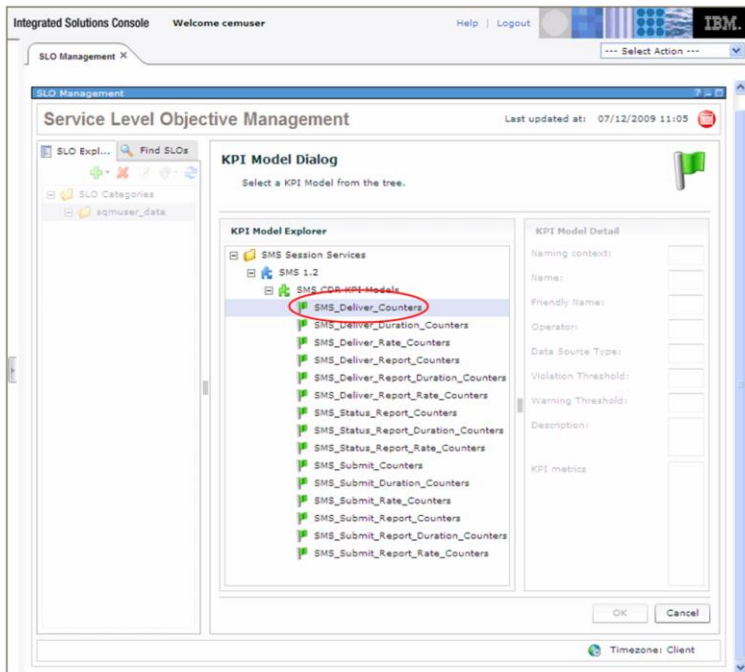 Integrated Solutions Console Welcome cemuser Help | Logout IBM.
SLO Management × --- Select Action ---
SLO Management
Service Level Objective Management Last updated at: 07/12/2009 11:05
SLO Expl... Find SLOs
SLO Categories
sqmuser_data
KPI Model Dialog
Select a KPI Model from the tree.
KPI Model Explorer
SMS Session Services
SMS 1.2
SMS CDR KPI Models
SMS_Deliver_Counters
SMS_Deliver_Duration_Counters
SMS_Deliver_Rate_Counters
SMS_Deliver_Report_Counters
SMS_Deliver_Report_Duration_Counters
SMS_Deliver_Report_Rate_Counters
SMS_Status_Report_Counters
SMS_Status_Report_Duration_Counters
SMS_Status_Report_Rate_Counters
SMS_Submit_Counters
SMS_Submit_Duration_Counters
SMS_Submit_Rate_Counters
SMS_Submit_Report_Counters
SMS_Submit_Report_Duration_Counters
SMS_Submit_Report_Rate_Counters
KPI Model Detail
Naming context:
Name:
Friendly Name:
Operator:
Data Source Type:
Violation Threshold:
Warning Threshold:
Description:
KPI metrics
OK Cancel
Timezone: Client